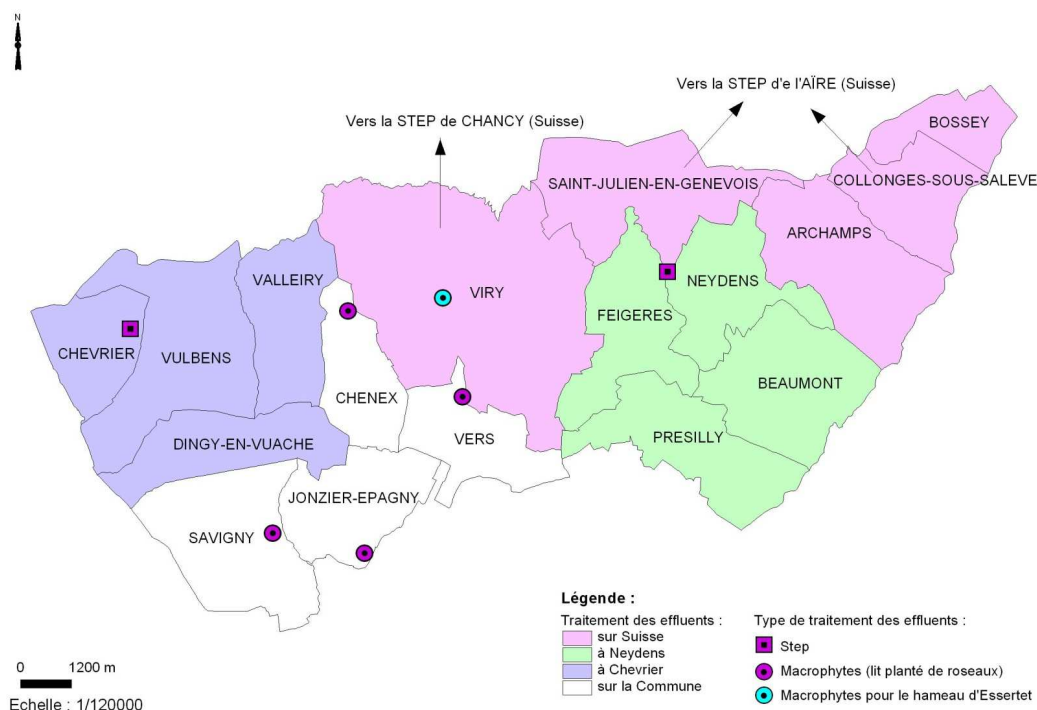 N
Vers la STEP d'e l'AÏRE (Suisse)
Vers la STEP de CHANCY (Suisse)
BOSSEY
SAINT-JULIEN-EN-GENEVOIS
COLLONGES-SOUS-SALEVE
ARCHAMPS
VALLEIRY
NEYDENS
VIRY
FEIGERES
CHEVRIER
VULBENS
BEAUMONT
CHENEX
DINGY-EN-VUACHE
VERS
PRESILLY
JONZIER-EPAGNY
SAVIGNY
Légende :
Traitement des effluents :
sur Suisse
à Neydens
à Chevrier
sur la Commune
Type de traitement des effluents :
Step
Macrophytes (lit planté de roseaux)
Macrophytes pour le hameau d'Essertet
0 1200 m
Echelle : 1/120000